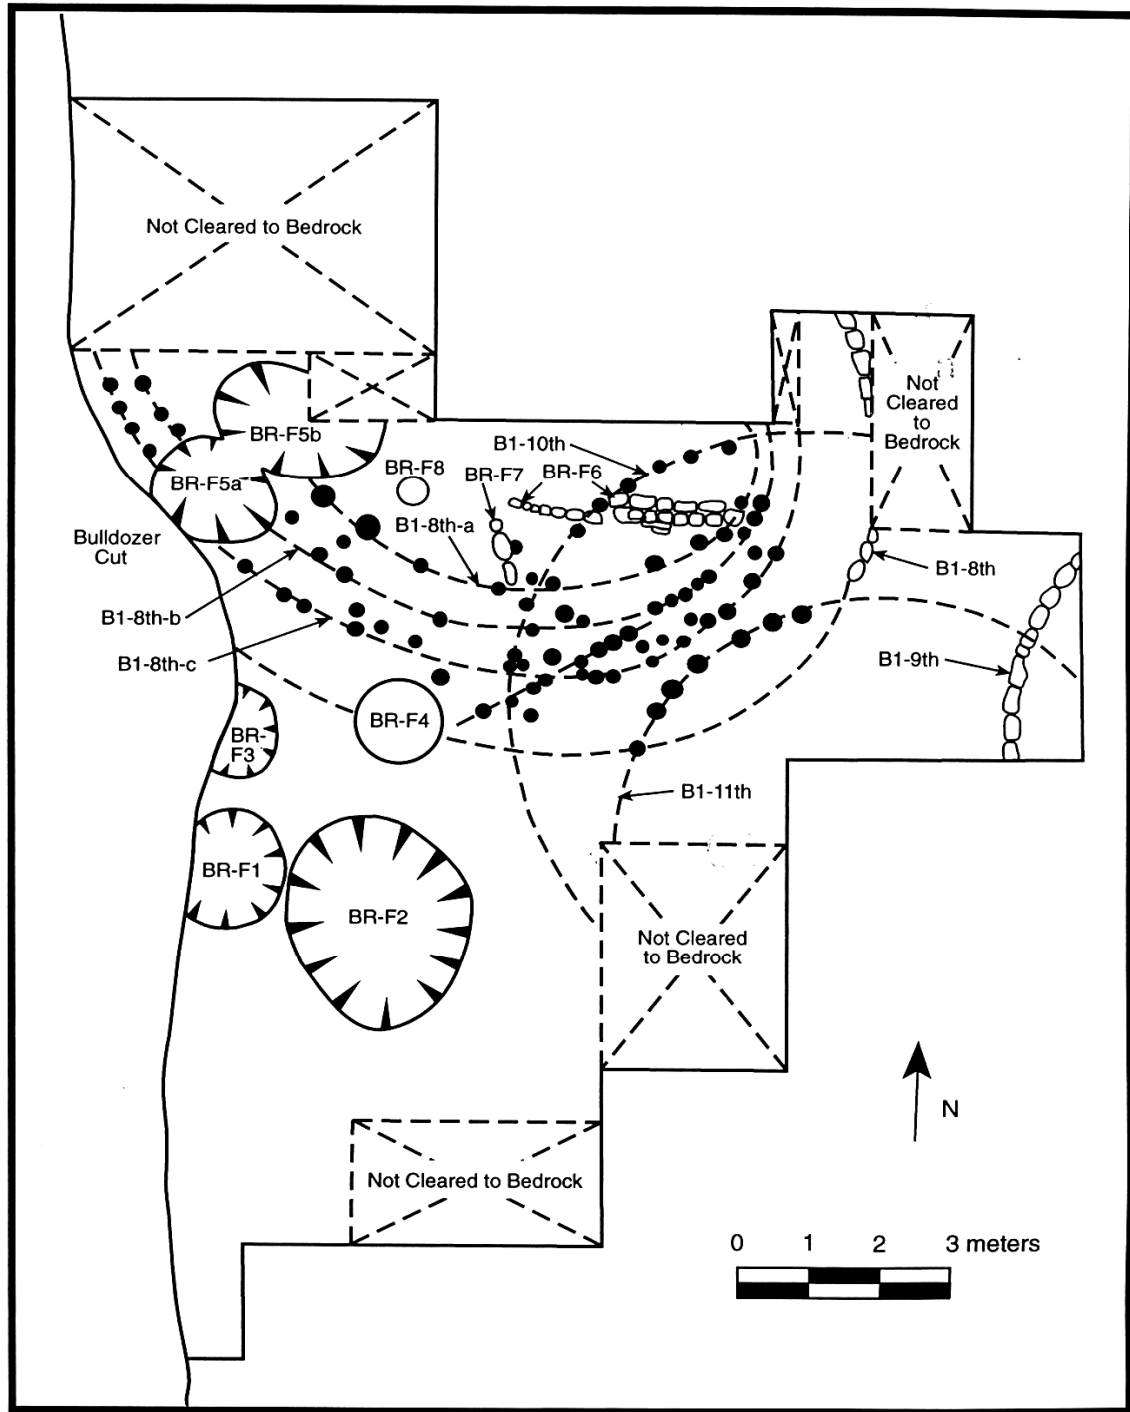 Not Cleared to Bedrock
Not
Cleared
to
Bedrock
BR-F5b
B1-10th
BR-F8
BR-F7
BR-F6
BR-F5a
B1-8th-a
Bulldozer
Cut
B1-8th
B1-8th-b
B1-8th-c
B1-9th
BR-F4
BR-
F3
B1-11th
BR-F1
BR-F2
Not Cleared
to Bedrock
N
Not Cleared to Bedrock
0 1 2 3 meters